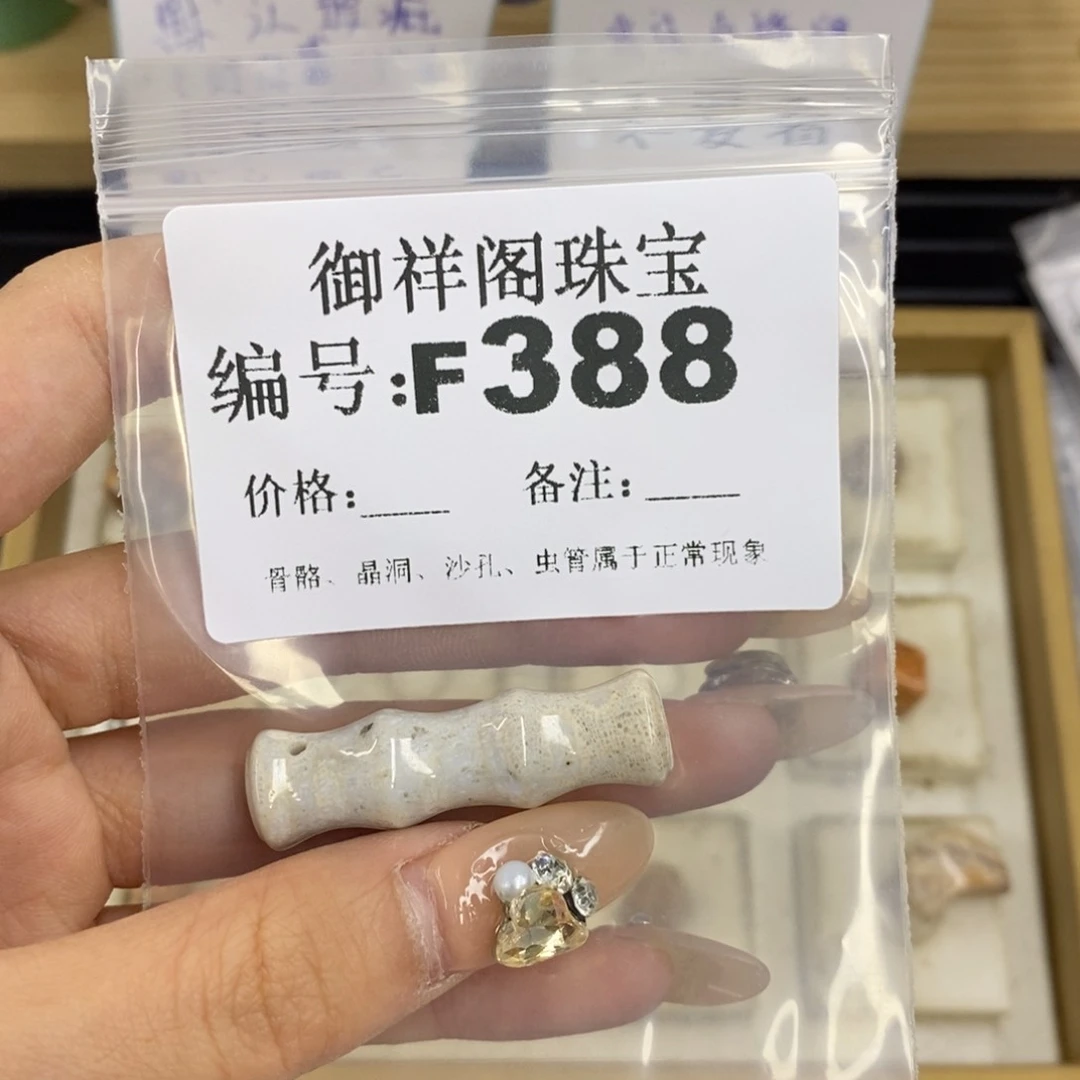 御祥阁珠宝
编号:F388
价格:____ 备注:____
骨骼、晶洞、沙孔、虫管属于正常现象